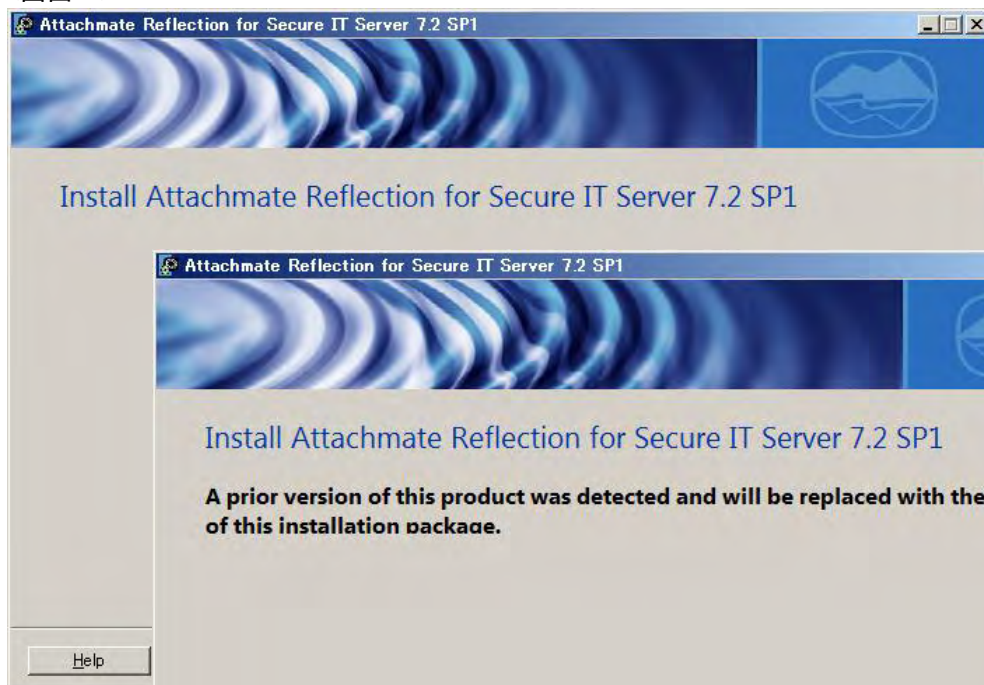 Attachmate Reflection for Secure IT Server 7.2 SP1
Install Attachmate Reflection for Secure IT Server 7.2 SP1
Attachmate Reflection for Secure IT Server 7.2 SP1
Install Attachmate Reflection for Secure IT Server 7.2 SP1
A prior version of this product was detected and will be replaced with the
of this installation package.
Help